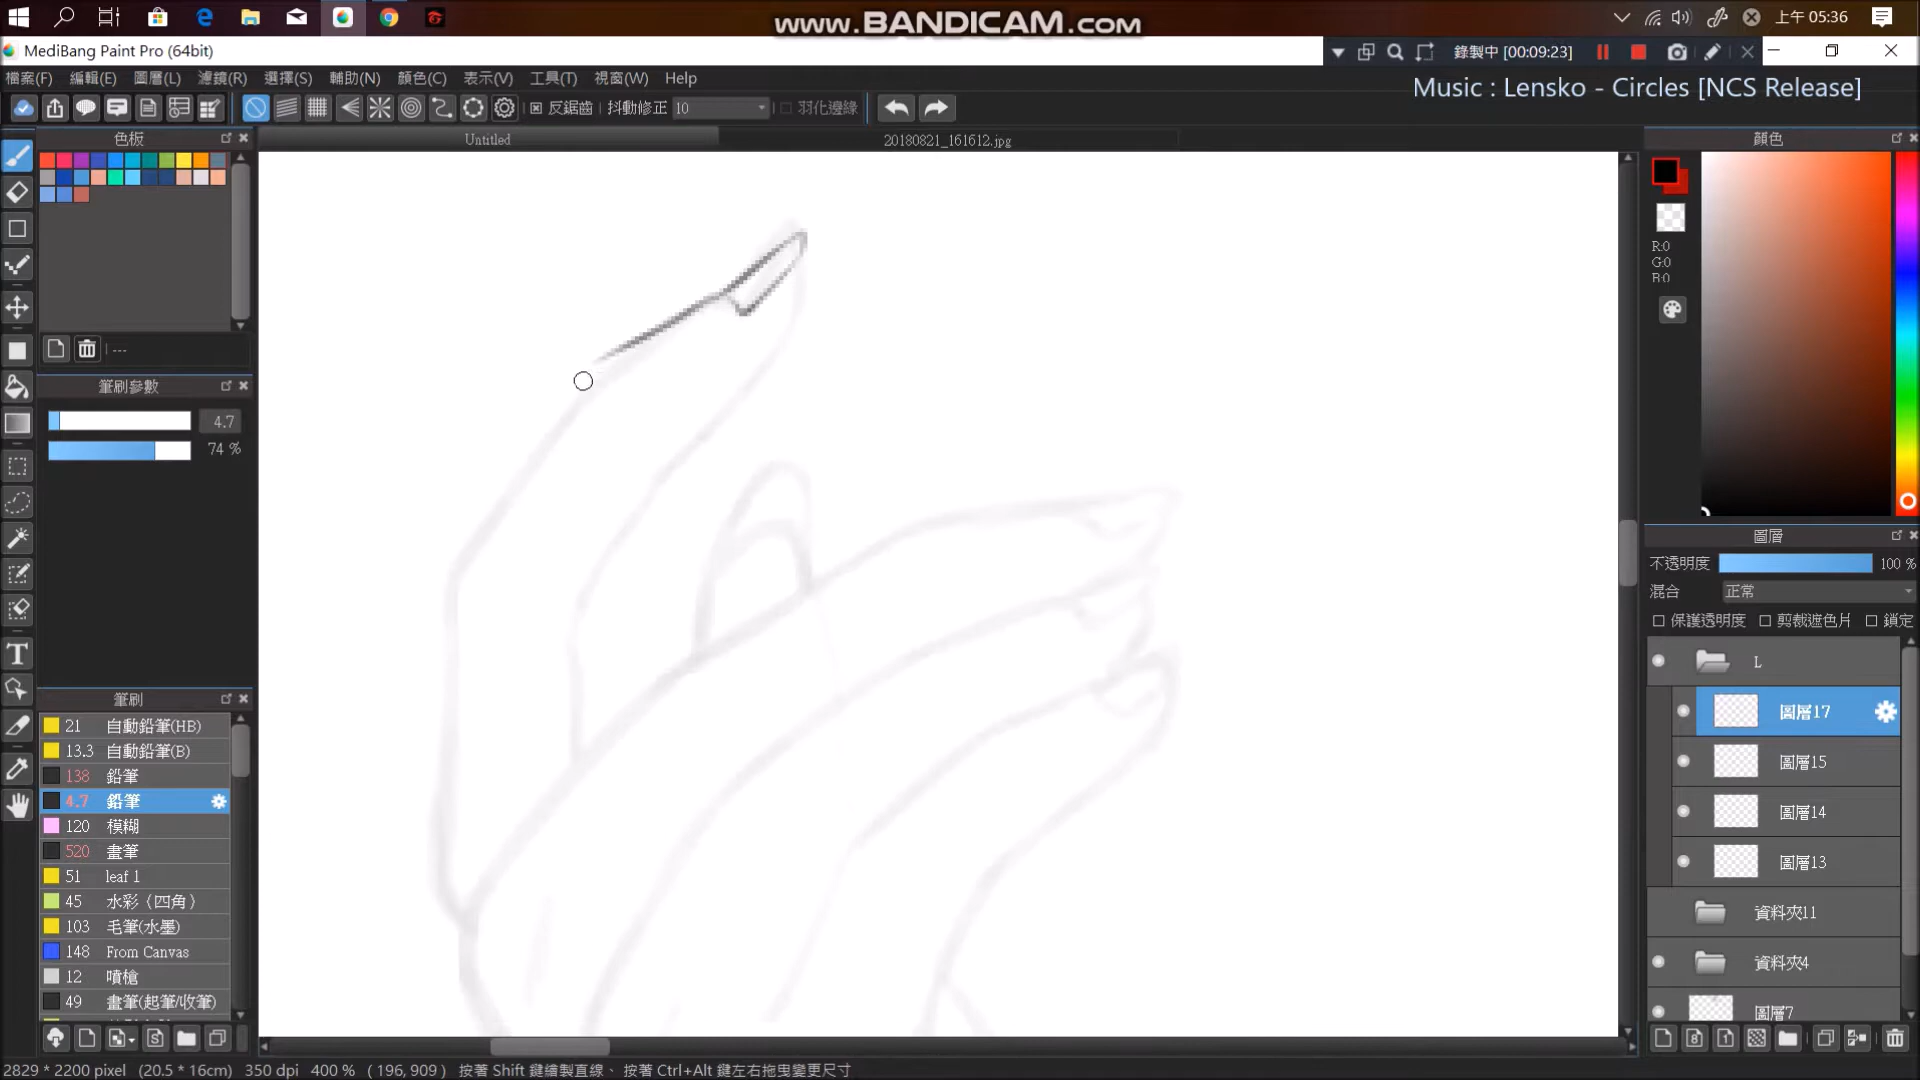 www.BANDICAM.com
上午 05:36
MediBang Paint Pro (64bit)
錄製中 [00:09:23]
檔案(F) 編輯(E) 圖層(L) 濾鏡(R) 選擇(S) 輔助(N) 顏色(C) 表示(V) 工具(T) 視窗(W) Help
Music : Lensko - Circles [NCS Release]
反鋸齒 抖動修正 10 羽化邊緣
色板
Untitled
20180821_161612.jpg
顏色
R:0
G:0
B:0
---
筆刷參數
4.7
74 %
筆刷
21 自動鉛筆(HB)
13.3 自動鉛筆(B)
138 鉛筆
4.7 鉛筆
120 模糊
520 畫筆
51 leaf 1
45 水彩（四角）
103 毛筆(水墨)
148 From Canvas
12 噴槍
49 畫筆(起筆/收筆)
圖層
不透明度 100 %
混合 正常
保護透明度 剪裁遮色片 鎖定
L
圖層17
圖層15
圖層14
圖層13
資料夾11
資料夾4
圖層7
2829 * 2200 pixel (20.5 * 16cm) 350 dpi 400 % ( 196, 909 ) 按著 Shift 鍵繪製直線、按著 Ctrl+Alt 鍵左右拖曳變更尺寸